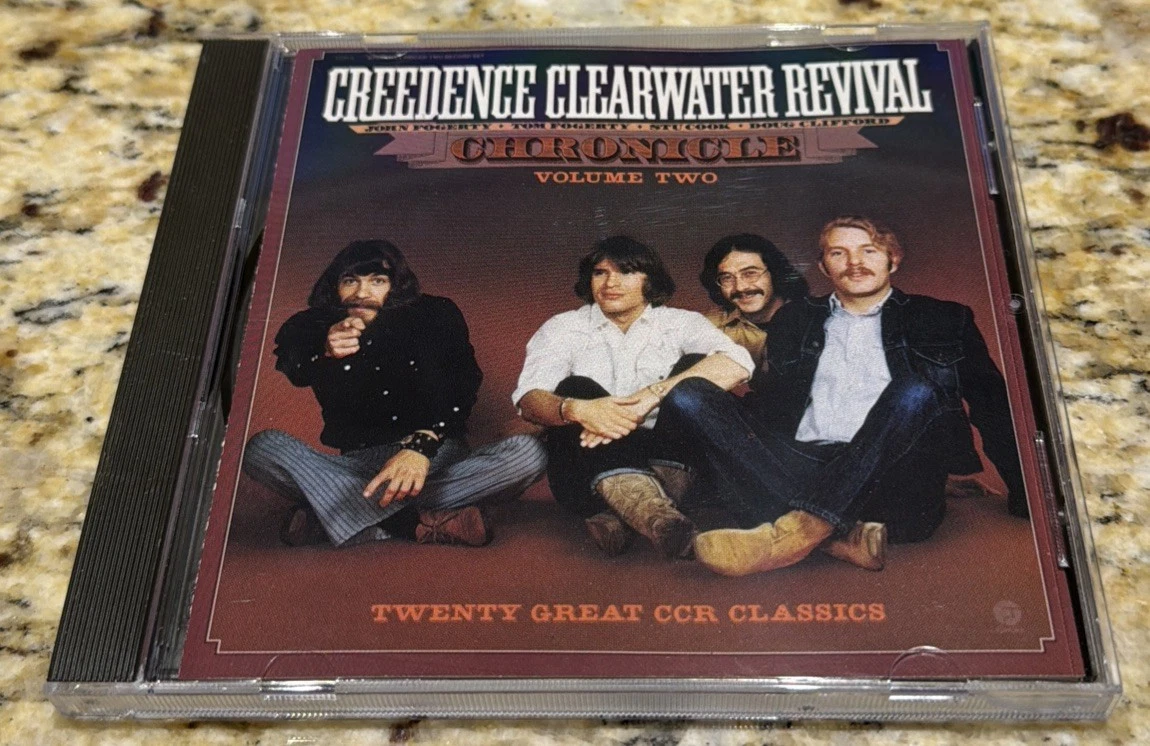 CREEDENCE CLEARWATER REVIVAL
JOHN FOGERTY • TOM FOGERTY • STU COOK • DOUG CLIFFORD
CHRONICLE
VOLUME TWO
TWENTY GREAT CCR CLASSICS